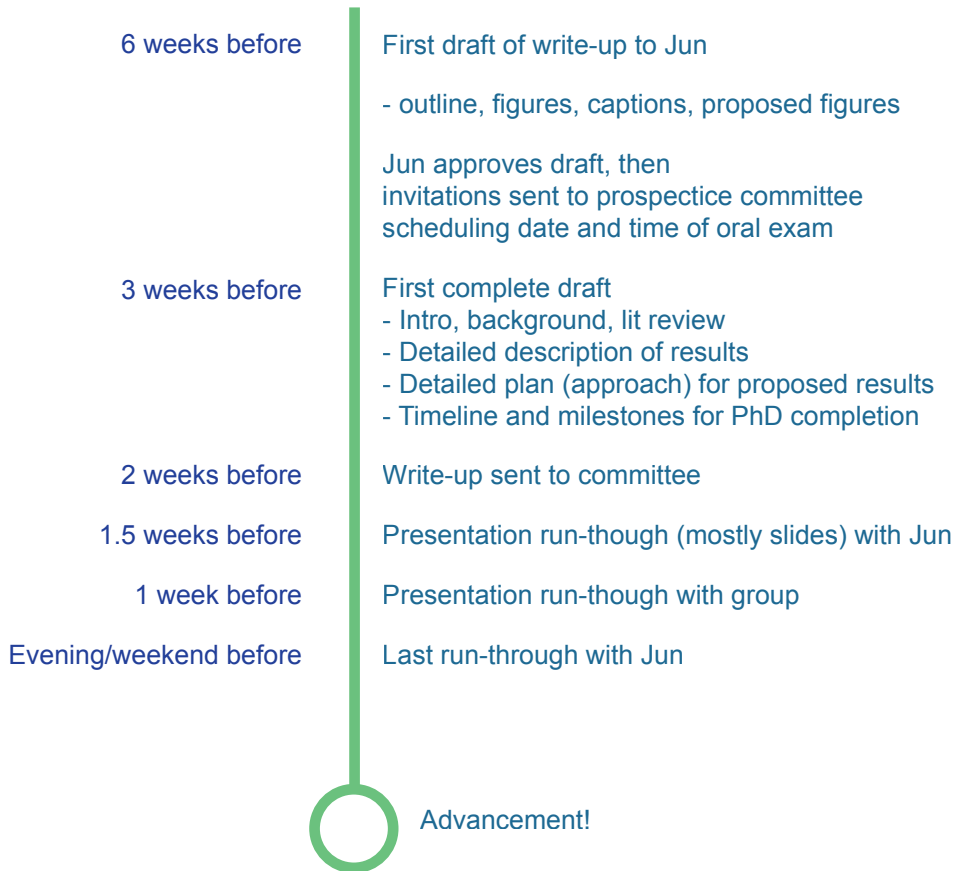 6 weeks before First draft of write-up to Jun
- outline, figures, captions, proposed figures
Jun approves draft, then
invitations sent to prospectice committee
scheduling date and time of oral exam
3 weeks before First complete draft
- Intro, background, lit review
- Detailed description of results
- Detailed plan (approach) for proposed results
- Timeline and milestones for PhD completion
2 weeks before Write-up sent to committee
1.5 weeks before Presentation run-though (mostly slides) with Jun
1 week before Presentation run-though with group
Evening/weekend before Last run-through with Jun
Advancement!